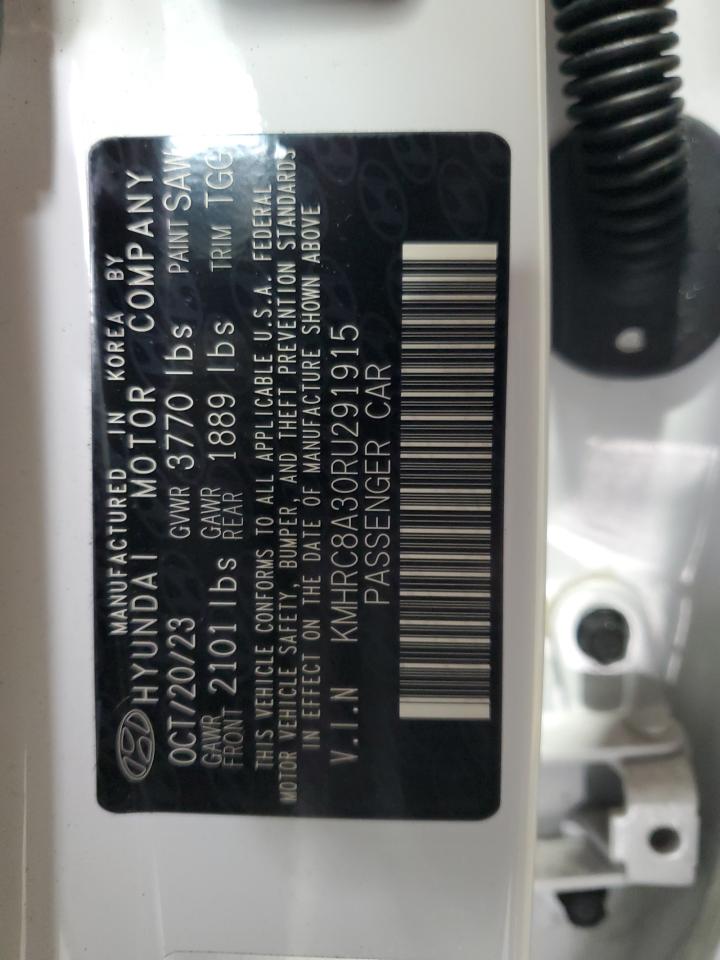 MANUFACTURED IN KOREA BY
HYUNDAI MOTOR COMPANY
OCT/20/23 GVWR 3770 lbs PAINT SAW
GAWR FRONT 2101 lbs GAWR REAR 1889 lbs TRIM TGG
THIS VEHICLE CONFORMS TO ALL APPLICABLE U.S.A. FEDERAL
MOTOR VEHICLE SAFETY, BUMPER, AND THEFT PREVENTION STANDARDS
IN EFFECT ON THE DATE OF MANUFACTURE SHOWN ABOVE
V.I.N KMHRC8A30RU291915
PASSENGER CAR